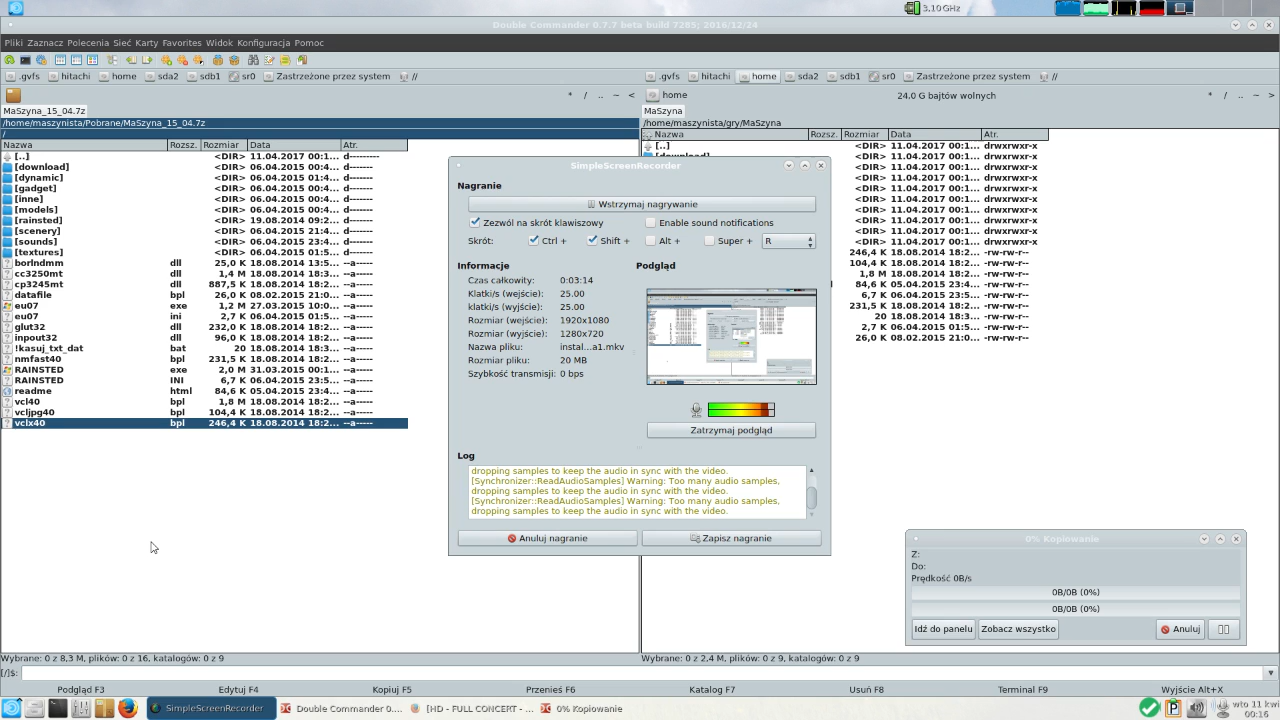 3,10 GHz
Double Commander 0.7.7 beta build 7285; 2016/12/24
Pliki Zaznacz Polecenia Sieć Karty Favorites Widok Konfiguracja Pomoc
.gvfs hitachi home sda2 sdb1 sr0 Zastrzeżone przez system //
.gvfs hitachi home sda2 sdb1 sr0 Zastrzeżone przez system //
* / .. ~ <
home 24.0 G bajtów wolnych * / .. ~ >
MaSzyna_15_04.7z
MaSzyna
/home/maszynista/Pobrane/MaSzyna_15_04.7z
/home/maszynista/gry/MaSzyna
/
Nazwa Rozsz. Rozmiar Data Atr.
[..] <DIR> 11.04.2017 00:1... d---------
[download] <DIR> 06.04.2015 00:4... d-------
[dynamic] <DIR> 06.04.2015 01:4... d-------
[gadget] <DIR> 06.04.2015 00:4... d-------
[inne] <DIR> 06.04.2015 00:4... d-------
[models] <DIR> 06.04.2015 00:4... d-------
[rainsted] <DIR> 19.08.2014 09:2... d-------
[scenery] <DIR> 06.04.2015 21:4... d-------
[sounds] <DIR> 06.04.2015 23:4... d-------
[textures] <DIR> 06.04.2015 01:5... d-------
borlndmm dll 25,0 K 18.08.2014 13:5... --a-----
cc3250mt dll 1,4 M 18.08.2014 18:3... --a-----
cp3245mt dll 887,5 K 18.08.2014 18:2... --a-----
datafile bpl 26,0 K 08.02.2015 21:0... --a-----
eu07 exe 1,2 M 27.03.2015 10:0... --a-----
eu07 ini 2,7 K 06.04.2015 01:5... --a-----
glut32 dll 232,0 K 18.08.2014 18:2... --a-----
inpout32 dll 96,0 K 18.08.2014 18:2... --a-----
!kasuj_txt_dat bat 20 18.08.2014 18:3... --a-----
nmfast40 bpl 231,5 K 18.08.2014 18:2... --a-----
RAINSTED exe 2,0 M 31.03.2015 00:1... --a-----
RAINSTED INI 6,7 K 06.04.2015 23:5... --a-----
readme html 84,6 K 05.04.2015 23:4... --a-----
vcl40 bpl 1,8 M 18.08.2014 18:2... --a-----
vcljpg40 bpl 104,4 K 18.08.2014 18:2... --a-----
vclx40 bpl 246,4 K 18.08.2014 18:2... --a-----
Nazwa Rozsz. Rozmiar Data Atr.
[..] <DIR> 11.04.2017 00:1... drwxrwxr-x
<DIR> 11.04.2017 00:1... drwxrwxr-x
<DIR> 11.04.2017 00:1... drwxrwxr-x
<DIR> 11.04.2017 00:1... drwxrwxr-x
<DIR> 11.04.2017 00:1... drwxrwxr-x
<DIR> 11.04.2017 00:1... drwxrwxr-x
<DIR> 11.04.2017 00:1... drwxrwxr-x
<DIR> 11.04.2017 00:1... drwxrwxr-x
<DIR> 11.04.2017 00:1... drwxrwxr-x
<DIR> 11.04.2017 00:1... drwxrwxr-x
246,4 K 18.08.2014 18:2... -rw-rw-r--
104,4 K 18.08.2014 18:2... -rw-rw-r--
1,8 M 18.08.2014 18:2... -rw-rw-r--
84,6 K 05.05.2015 23:4... -rw-rw-r--
6,7 K 06.04.2015 23:5... -rw-rw-r--
231,5 K 18.08.2014 18:2... -rw-rw-r--
20 18.08.2014 18:3... -rw-rw-r--
2,7 K 06.04.2015 01:5... -rw-rw-r--
26,0 K 08.02.2015 21:0... -rw-rw-r--
SimpleScreenRecorder
Nagranie
Wstrzymaj nagrywanie
Zezwól na skrót klawiszowy Enable sound notifications
Skrót: Ctrl + Shift + Alt + Super + R
Informacje Podgląd
Czas całkowity: 0:03:14
Klatki/s (wejście): 25.00
klatki/s (wyjście): 25.00
Rozmiar (wejście): 1920x1080
Rozmiar (wyjście): 1280x720
Nazwa pliku: instal...a1.mkv
Rozmiar pliku: 20 MB
Szybkość transmisji: 0 bps
Zatrzymaj podgląd
Log
dropping samples to keep the audio in sync with the video.
[Synchronizer::ReadAudioSamples] Warning: Too many audio samples,
dropping samples to keep the audio in sync with the video.
[Synchronizer::ReadAudioSamples] Warning: Too many audio samples,
dropping samples to keep the audio in sync with the video.
Anuluj nagranie Zapisz nagranie
0% Kopiowanie
Z:
Do:
Prędkość 0B/s
0B/0B (0%)
0B/0B (0%)
Idź do panelu Zobacz wszystko Anuluj
Wybrane: 0 z 8,3 M, plików: 0 z 16, katalogów: 0 z 9
Wybrane: 0 z 2,4 M, plików: 0 z 9, katalogów: 0 z 9
[/]$:
Podgląd F3 Edytuj F4 Kopiuj F5 Przenieś F6 Katalog F7 Usuń F8 Terminal F9 Wyjście Alt+X
SimpleScreenRecorder Double Commander 0.... [HD - FULL CONCERT - ... 0% Kopiowanie
wto 11 kwi
00:16